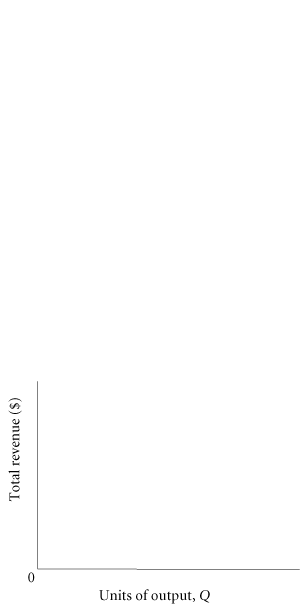 Total revenue ($)
0
Units of output, Q